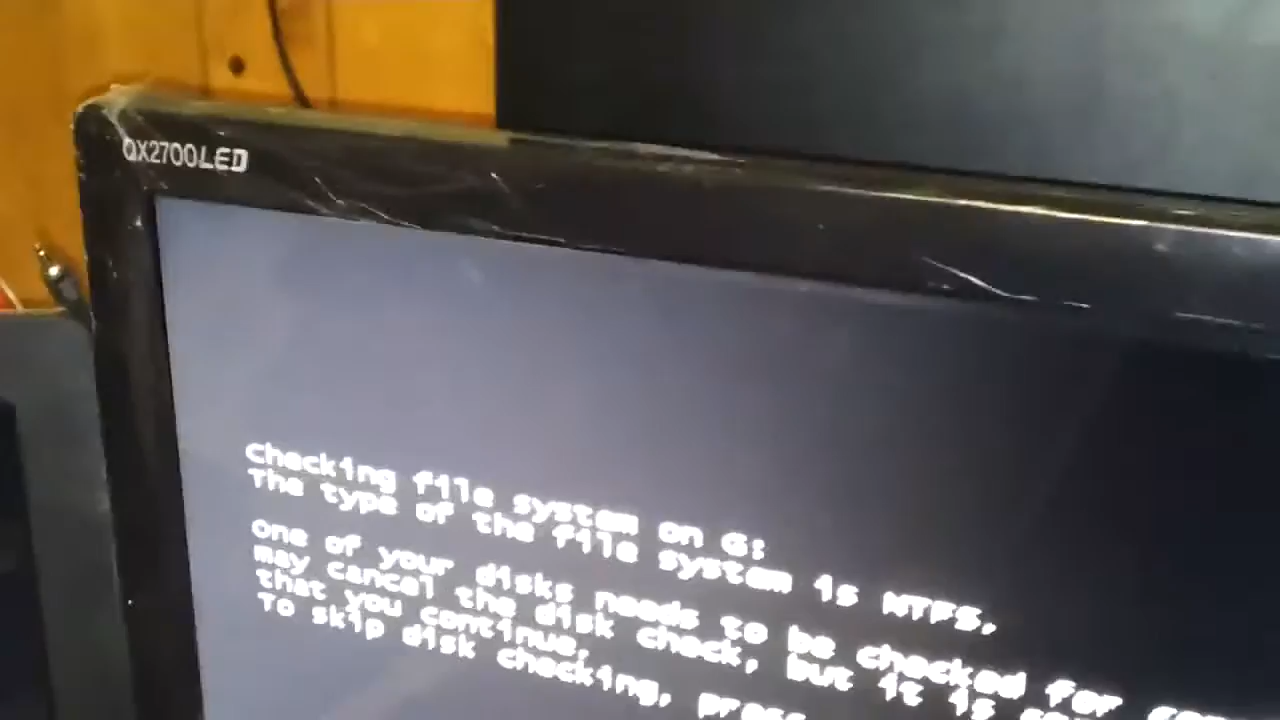 QX2700LED
Checking file system on G:
The type of the file system is NTFS.
One of your disks needs to be checked for
may cancel the disk check, but it is
that you continue.
To skip disk checking, press